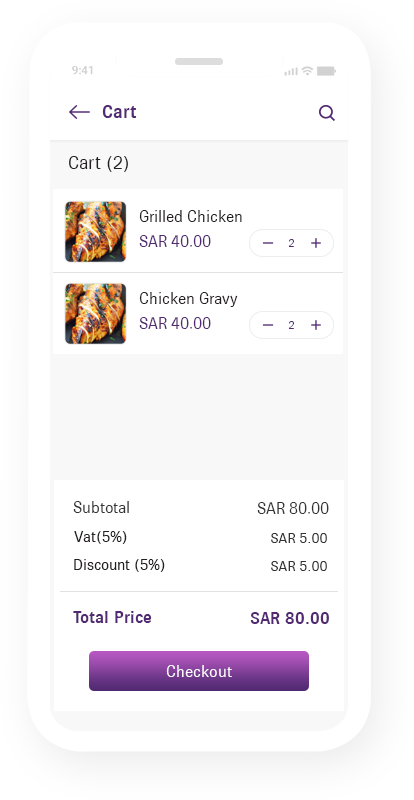 9:41
Cart
Cart (2)
Grilled Chicken
SAR 40.00
2
Chicken Gravy
SAR 40.00
2
Subtotal SAR 80.00
Vat(5%) SAR 5.00
Discount (5%) SAR 5.00
Total Price SAR 80.00
Checkout